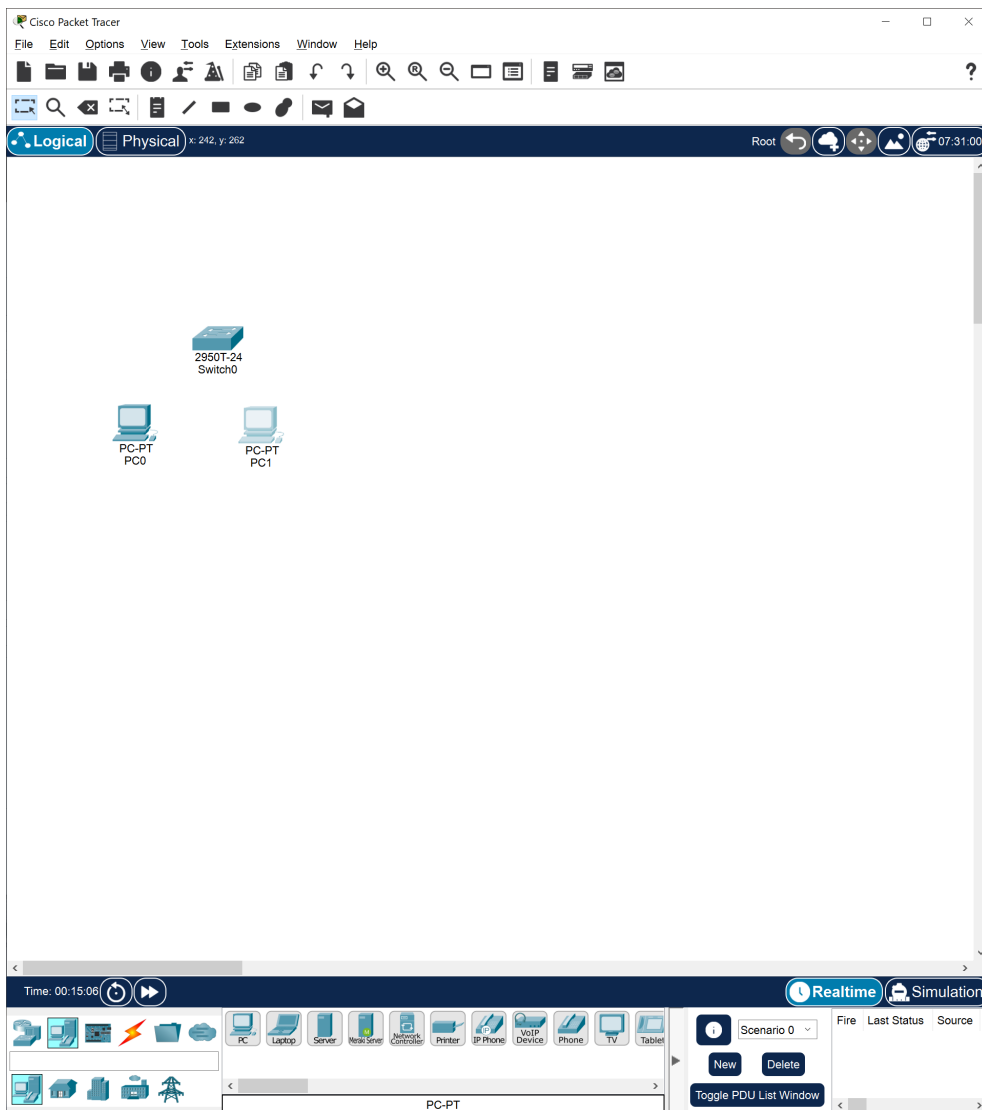 Cisco Packet Tracer
File Edit Options View Tools Extensions Window Help
?
Logical Physical x: 242, y: 262 Root 07:31:00
2950T-24
Switch0
PC-PT
PC0
PC-PT
PC1
Time: 00:15:06 Realtime Simulation
PC Laptop Server Meraki Server Network Controller Printer IP Phone VoIP Device Phone TV Tablet
Scenario 0
Fire Last Status Source
New Delete
Toggle PDU List Window
PC-PT